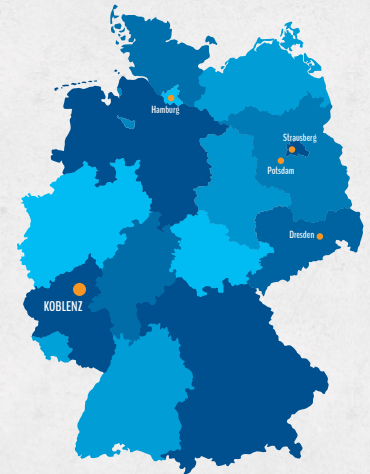 Hamburg
Strausberg
Potsdam
Dresden
KOBLENZ